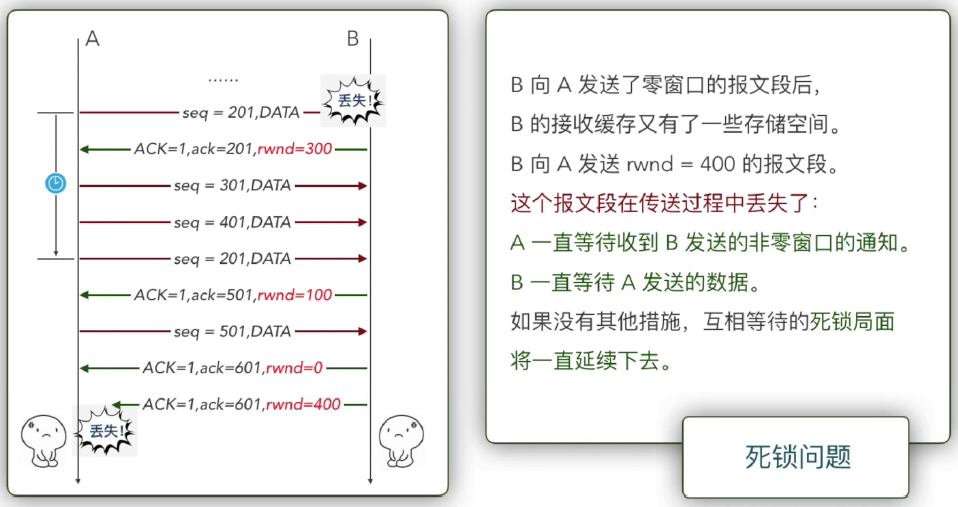 A
B
……
丢失!
seq = 201,DATA
ACK=1,ack=201,rwnd=300
seq = 301,DATA
seq = 401,DATA
seq = 201,DATA
ACK=1,ack=501,rwnd=100
seq = 501,DATA
ACK=1,ack=601,rwnd=0
ACK=1,ack=601,rwnd=400
丢失!
B 向 A 发送了零窗口的报文段后，
B 的接收缓存又有了一些存储空间。
B 向 A 发送 rwnd = 400 的报文段。
这个报文段在传送过程中丢失了：
A 一直等待收到 B 发送的非零窗口的通知。
B 一直等待 A 发送的数据。
如果没有其他措施，互相等待的死锁局面
将一直延续下去。
死锁问题